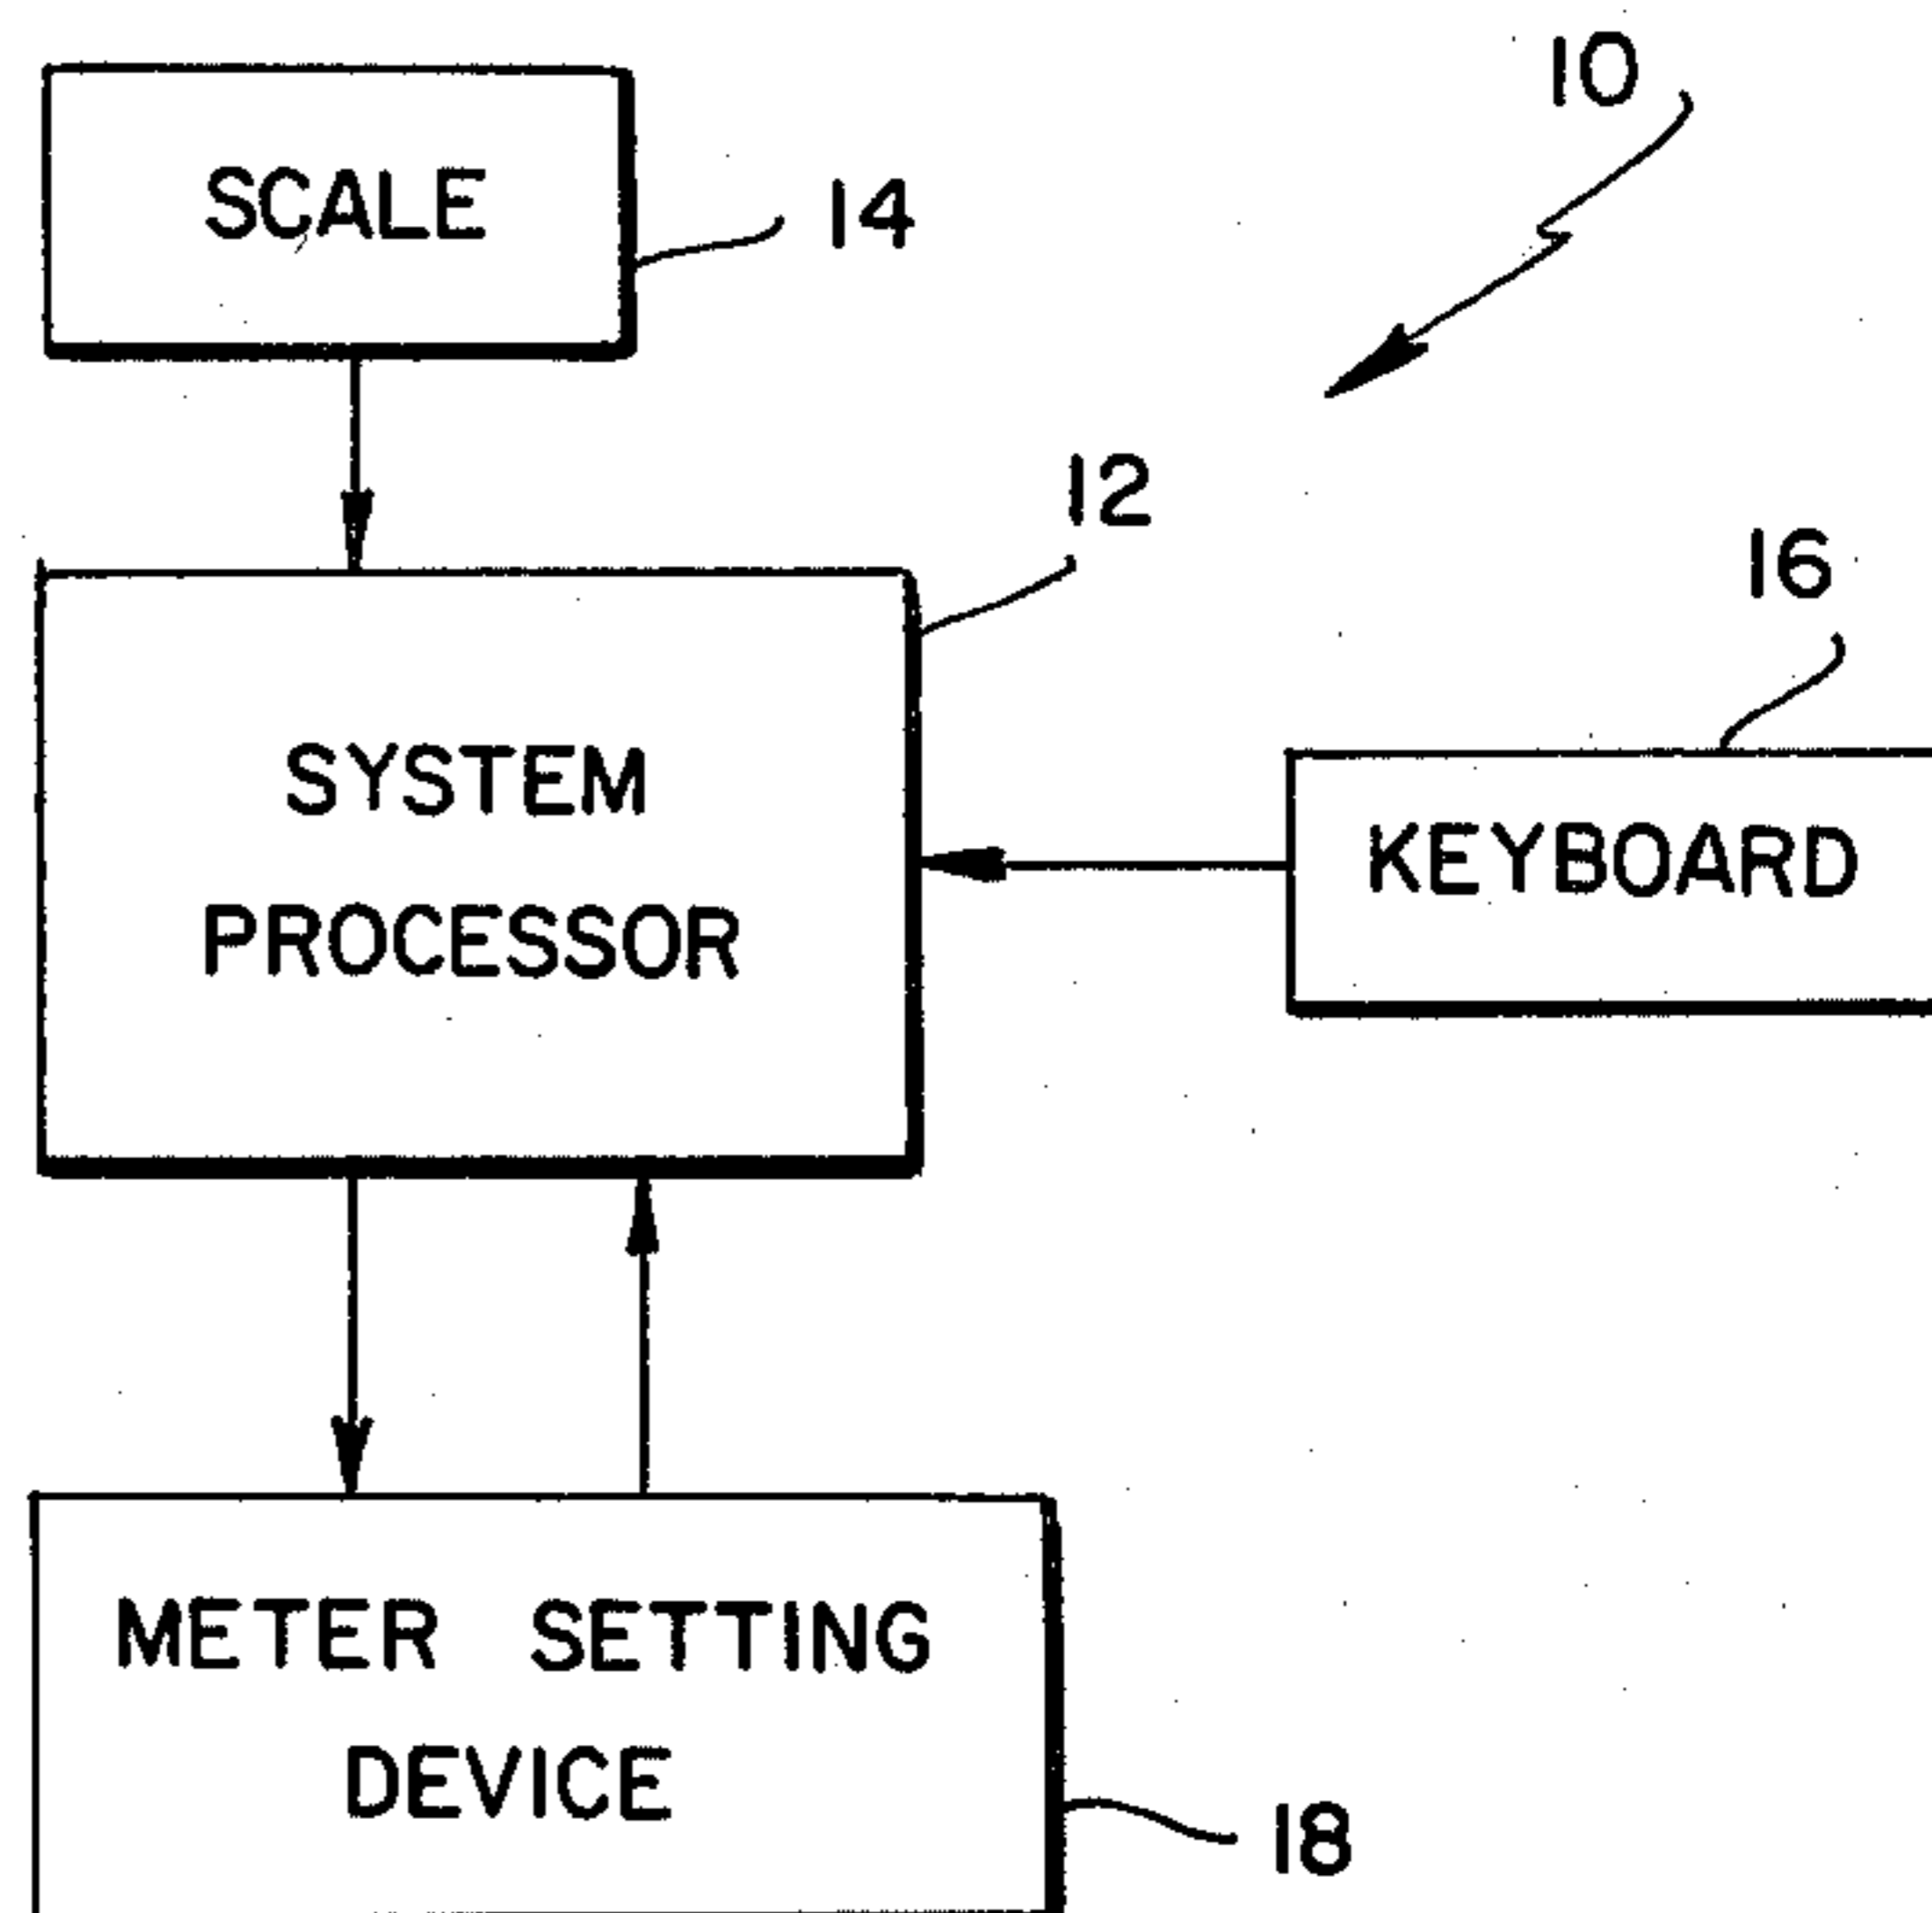 10
SCALE
14
12
16
SYSTEM
PROCESSOR
KEYBOARD
METER SETTING
DEVICE
18